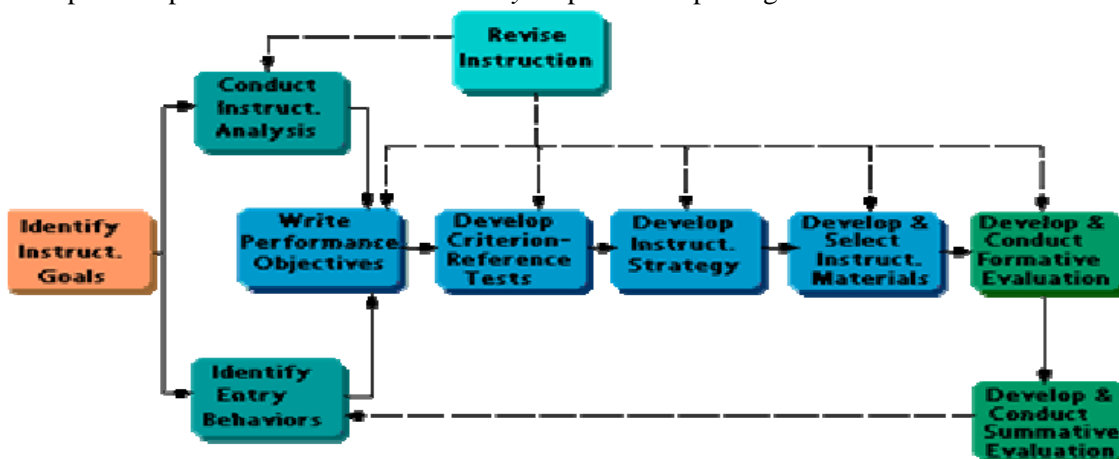 Revise
Instruction
Conduct
Instruct.
Analysis
Identify
Instruct.
Goals
Write
Performance
Objectives
Develop
Criterion-
Reference
Tests
Develop
Instruct.
Strategy
Develop &
Select
Instruct.
Materials
Develop &
Conduct
Formative
Evaluation
Identify
Entry
Behaviors
Develop &
Conduct
Summative
Evaluation